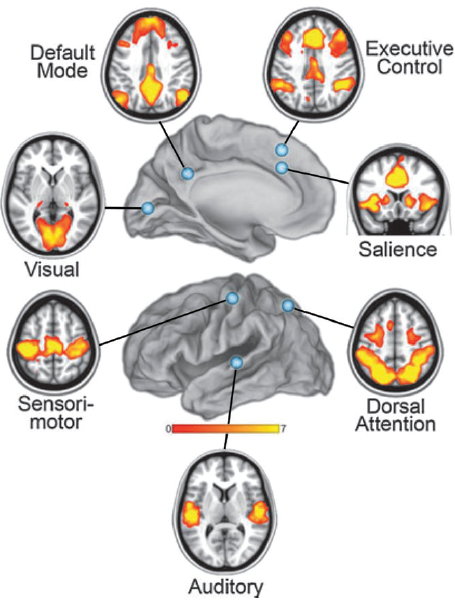 Default
Mode
Executive
Control
Visual
Salience
Sensori-
motor
Dorsal
Attention
0
7
Auditory